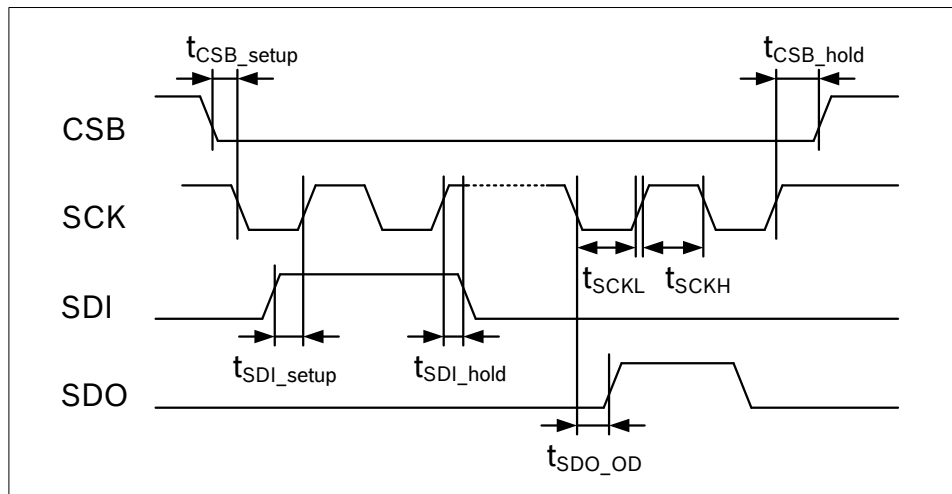 tCSB_setup
tCSB_hold
CSB
SCK
tSCKL
tSCKH
SDI
tSDI_setup
tSDI_hold
SDO
tSDO_OD